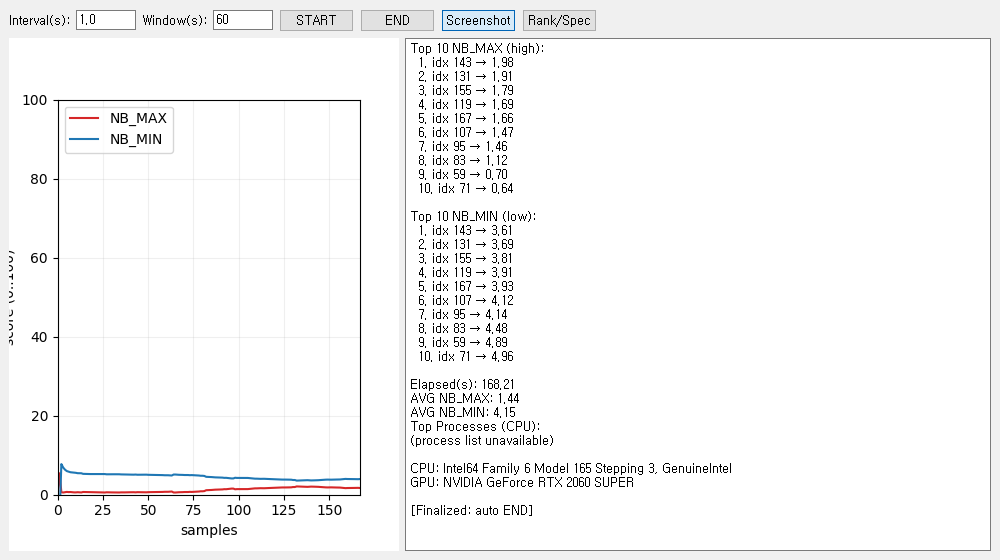 Interval(s): 1.0 Window(s): 60 START END Screenshot Rank/Spec
NB_MAX
NB_MIN
100
80
60
40
20
0
0 25 50 75 100 125 150
samples
Top 10 NB_MAX (high):
1. idx 143 → 1.98
2. idx 131 → 1.91
3. idx 155 → 1.79
4. idx 119 → 1.69
5. idx 167 → 1.66
6. idx 107 → 1.47
7. idx 95 → 1.46
8. idx 83 → 1.12
9. idx 59 → 0.70
10. idx 71 → 0.64
Top 10 NB_MIN (low):
1. idx 143 → 3.61
2. idx 131 → 3.69
3. idx 155 → 3.81
4. idx 119 → 3.91
5. idx 167 → 3.93
6. idx 107 → 4.12
7. idx 95 → 4.14
8. idx 83 → 4.48
9. idx 59 → 4.89
10. idx 71 → 4.96
Elapsed(s): 168.21
AVG NB_MAX: 1.44
AVG NB_MIN: 4.15
Top Processes (CPU):
(process list unavailable)
CPU: Intel64 Family 6 Model 165 Stepping 3, GenuineIntel
GPU: NVIDIA GeForce RTX 2060 SUPER
[Finalized: auto END]